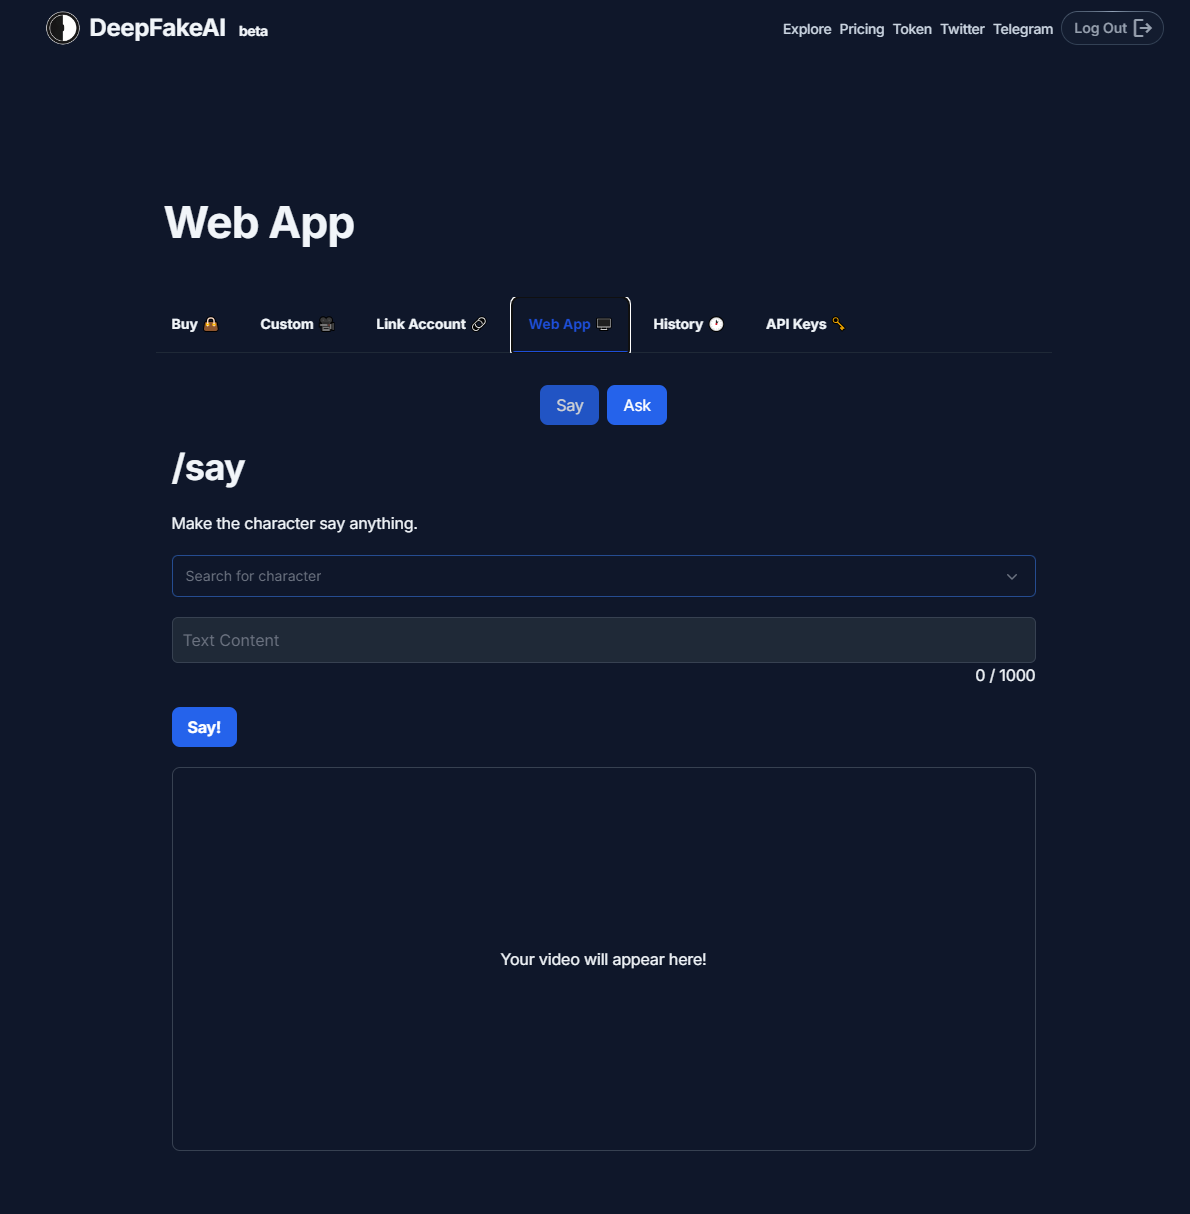 DeepFakeAI beta
Explore Pricing Token Twitter Telegram Log Out
Web App
Buy Custom Link Account Web App History API Keys
Say Ask
/say
Make the character say anything.
Search for character
Text Content
0 / 1000
Say!
Your video will appear here!